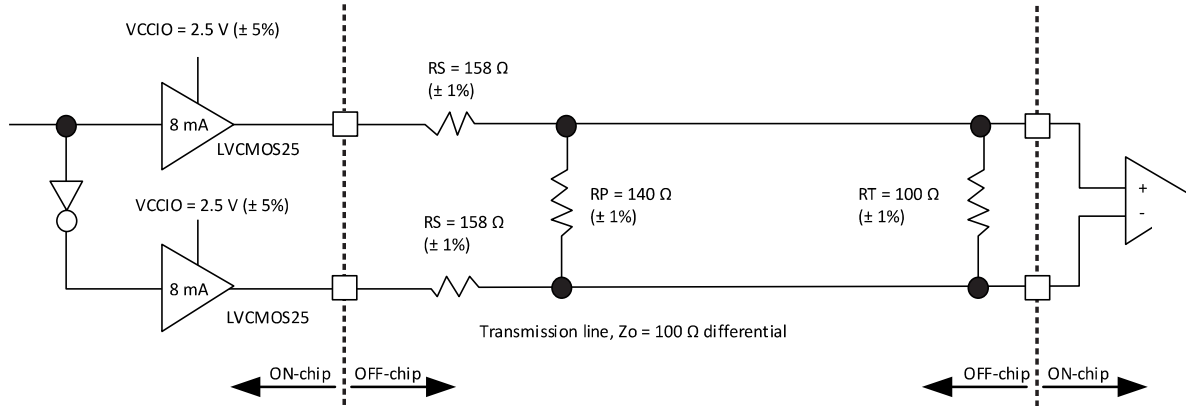 VCCIO = 2.5 V (± 5%)
8 mA
LVCMOS25
RS = 158 Ω
(± 1%)
VCCIO = 2.5 V (± 5%)
8 mA
LVCMOS25
RS = 158 Ω
(± 1%)
RP = 140 Ω
(± 1%)
RT = 100 Ω
(± 1%)
+
-
Transmission line, Zo = 100 Ω differential
ON-chip
OFF-chip
OFF-chip
ON-chip